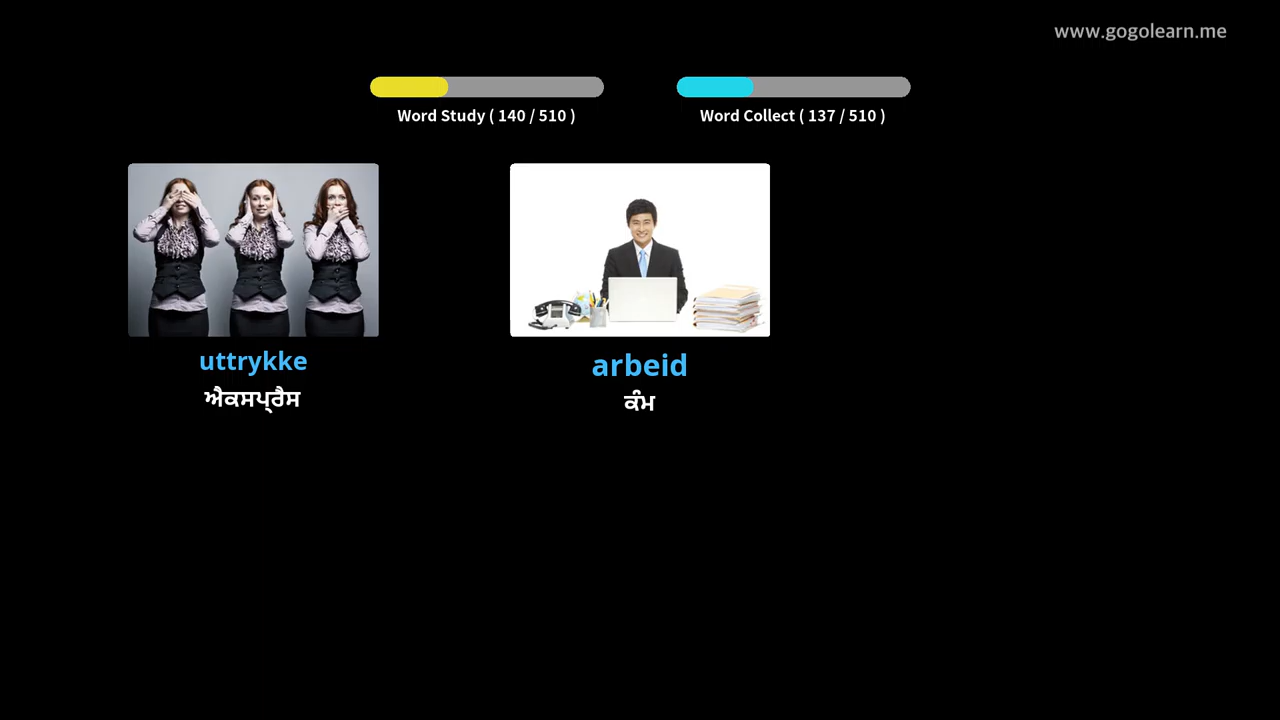 www.gogolearn.me
Word Study ( 140 / 510 )
Word Collect ( 137 / 510 )
uttrykke
ਐਕਸਪ੍ਰੈਸ
arbeid
ਕੰਮ